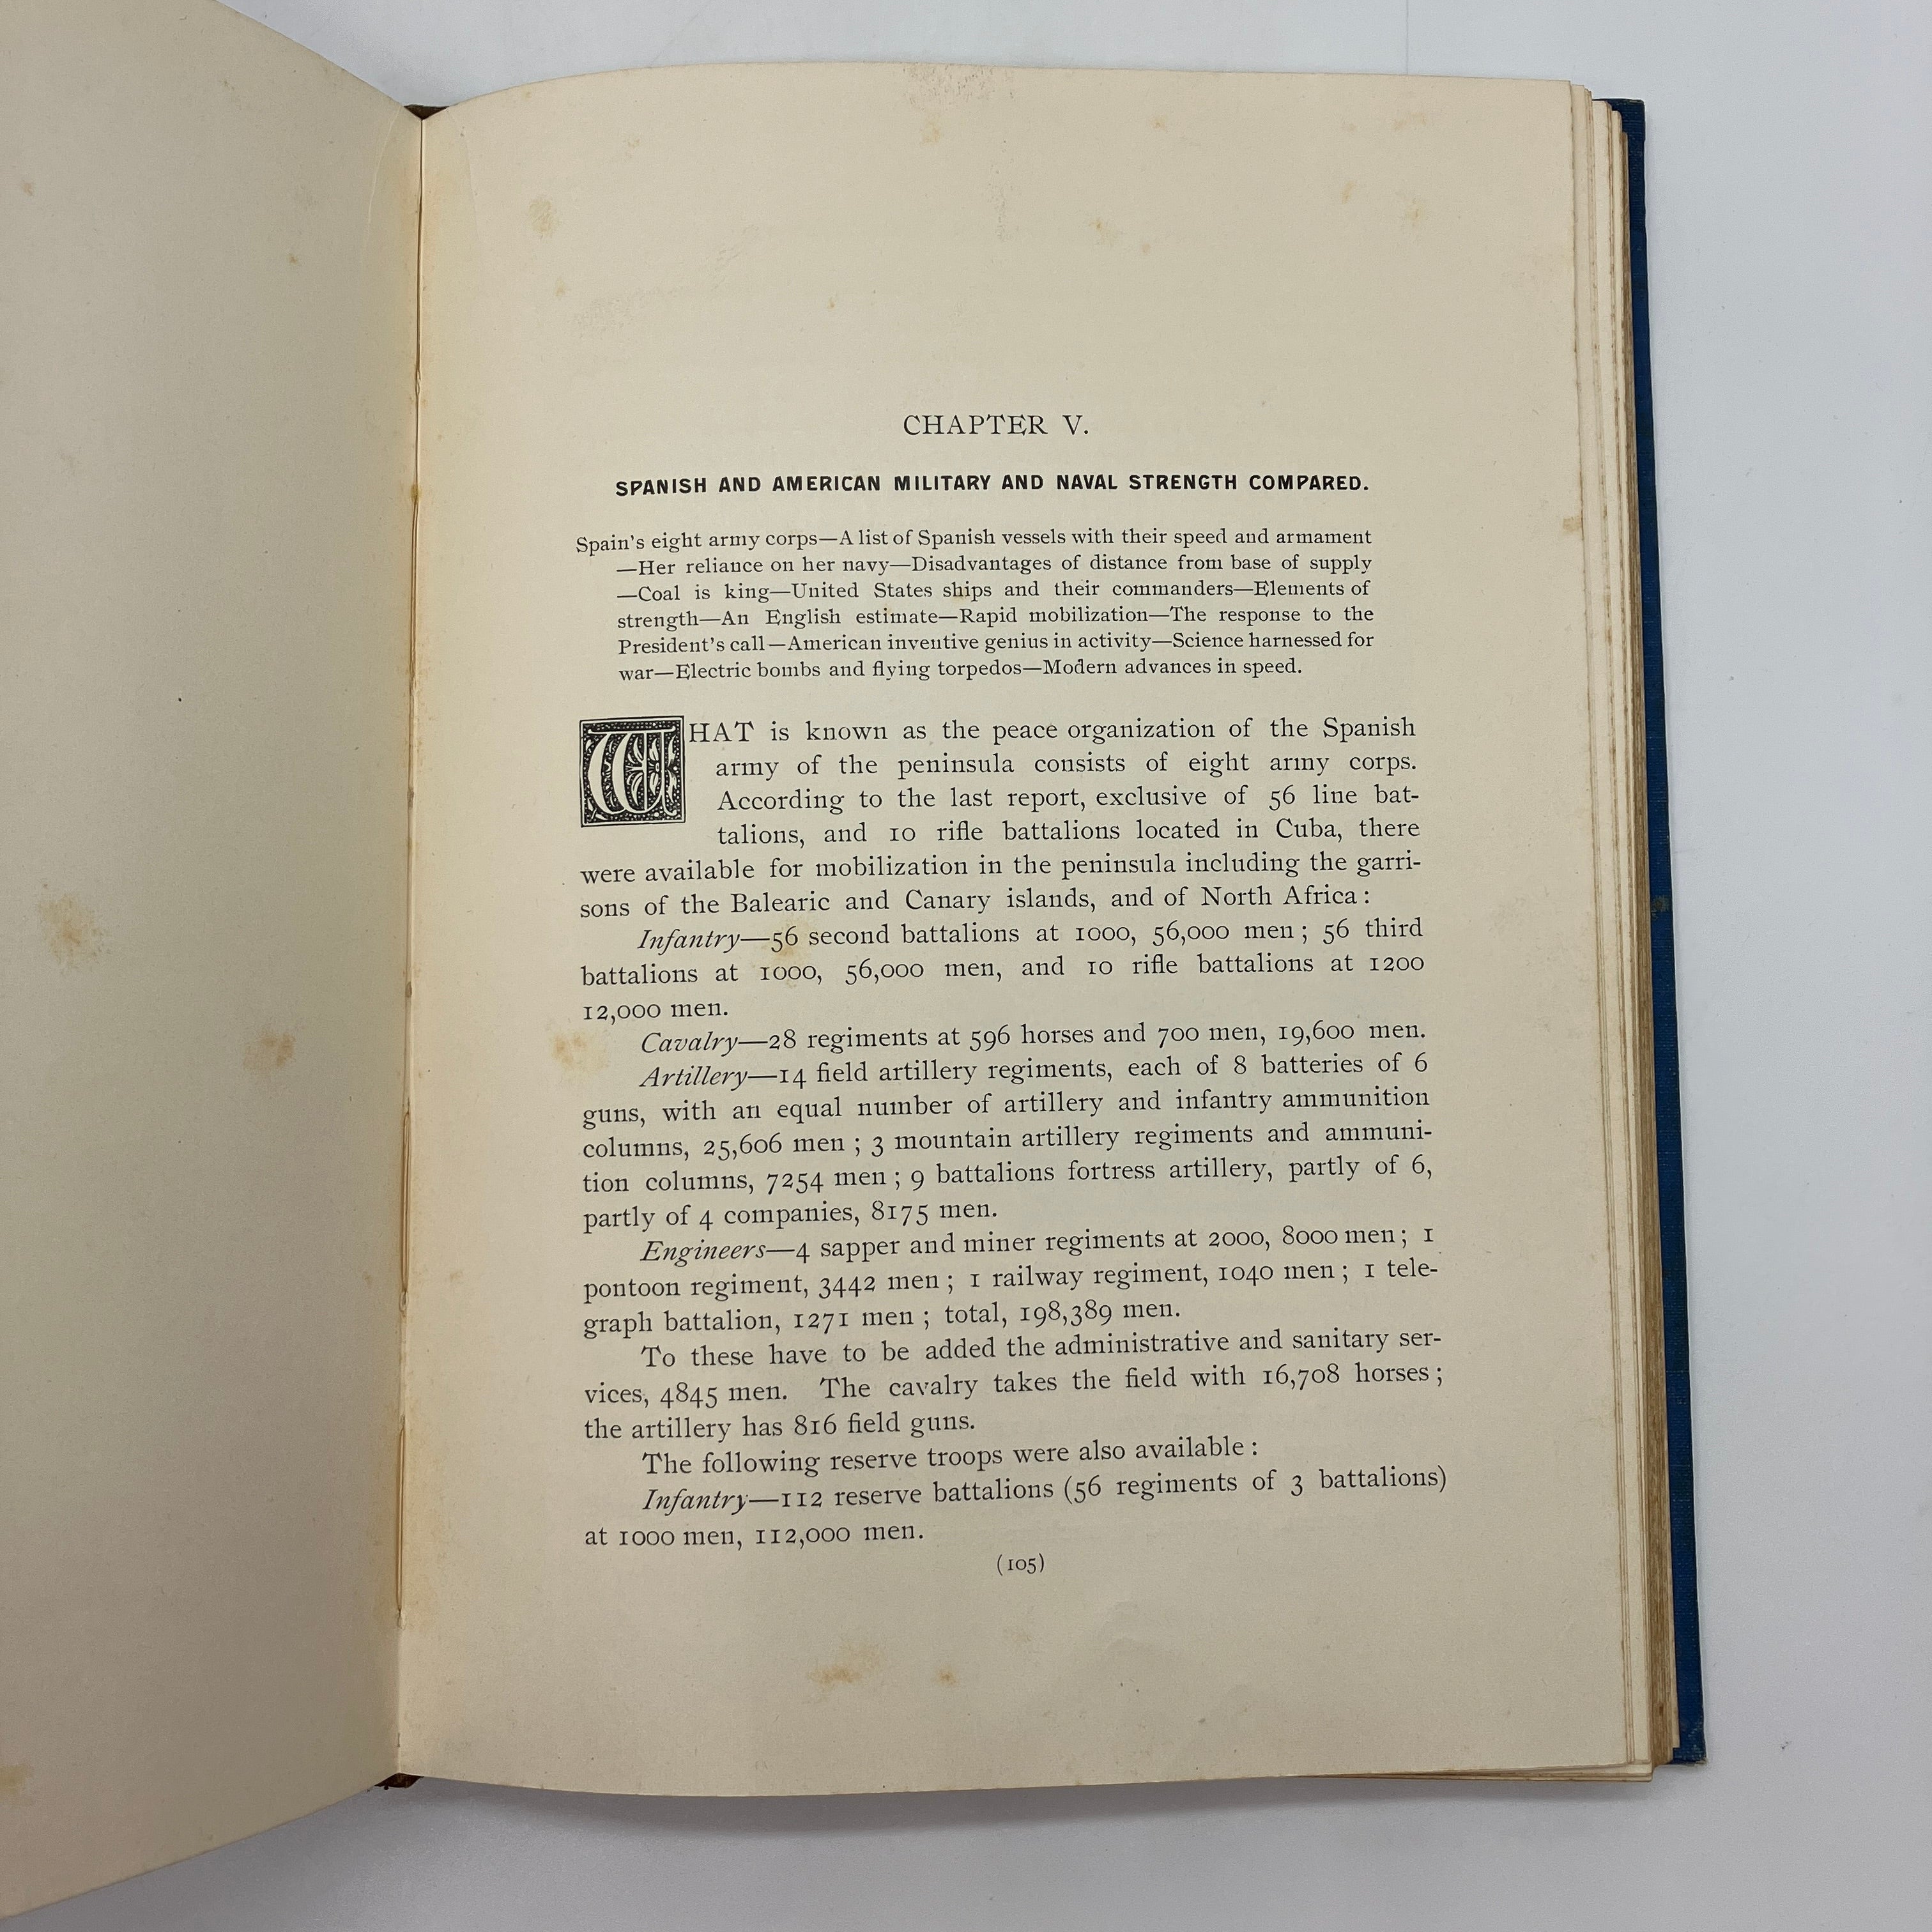 CHAPTER V.
SPANISH AND AMERICAN MILITARY AND NAVAL STRENGTH COMPARED.
Spain's eight army corps—A list of Spanish vessels with their speed and armament
—Her reliance on her navy—Disadvantages of distance from base of supply
—Coal is king—United States ships and their commanders—Elements of
strength—An English estimate—Rapid mobilization—The response to the
President's call—American inventive genius in activity—Science harnessed for
war—Electric bombs and flying torpedos—Modern advances in speed.
WHAT is known as the peace organization of the Spanish
army of the peninsula consists of eight army corps.
According to the last report, exclusive of 56 line bat-
talions, and 10 rifle battalions located in Cuba, there
were available for mobilization in the peninsula including the garri-
sons of the Balearic and Canary islands, and of North Africa:
Infantry—56 second battalions at 1000, 56,000 men; 56 third
battalions at 1000, 56,000 men, and 10 rifle battalions at 1200
12,000 men.
Cavalry—28 regiments at 596 horses and 700 men, 19,600 men.
Artillery—14 field artillery regiments, each of 8 batteries of 6
guns, with an equal number of artillery and infantry ammunition
columns, 25,606 men; 3 mountain artillery regiments and ammuni-
tion columns, 7254 men; 9 battalions fortress artillery, partly of 6,
partly of 4 companies, 8175 men.
Engineers—4 sapper and miner regiments at 2000, 8000 men; 1
pontoon regiment, 3442 men; 1 railway regiment, 1040 men; 1 tele-
graph battalion, 1271 men; total, 198,389 men.
To these have to be added the administrative and sanitary ser-
vices, 4845 men. The cavalry takes the field with 16,708 horses;
the artillery has 816 field guns.
The following reserve troops were also available:
Infantry—112 reserve battalions (56 regiments of 3 battalions)
at 1000 men, 112,000 men.
(105)